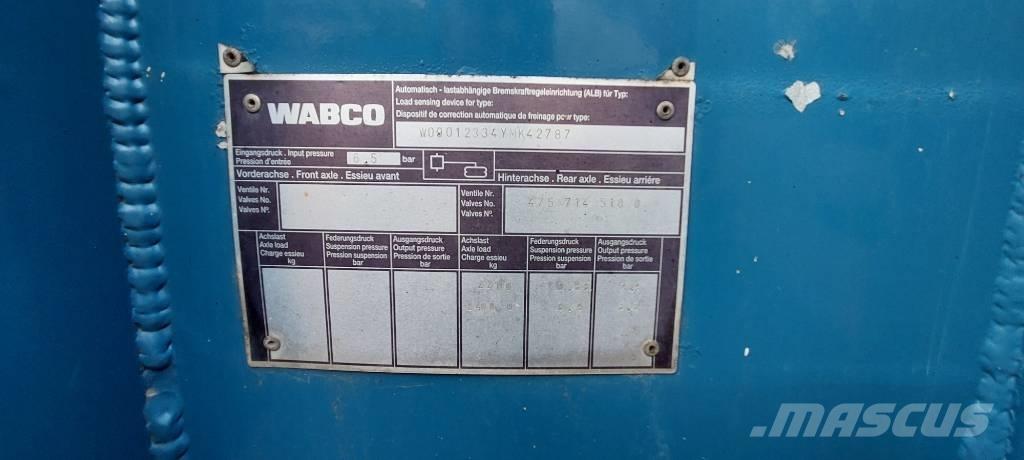 WABCO
Automatisch - lastabhängige Bremskraftregeleinrichtung (ALB) für Typ:
Load sensing device for type:
Dispositif de correction automatique de freinage pour type:
Eingangsdruck . Input pressure
Pression d'entrée
6.5 bar
Vorderachse . Front axle . Essieu avant
Hinterachse . Rear axle . Essieu arriére
Ventile Nr.
Valves No.
Valves Nº.
Ventile Nr.
Valves No.
Valves Nº.
475 714 510 0
Achslast
Axle load
Charge essieu
kg
Federungsdruck
Suspension pressure
Pression suspension
bar
Ausgangsdruck
Output pressure
Pression de sortie
bar
Achslast
Axle load
Charge essieu
kg
Federungsdruck
Suspension pressure
Pression suspension
bar
Ausgangsdruck
Output pressure
Pression de sortie
bar
MASCUS